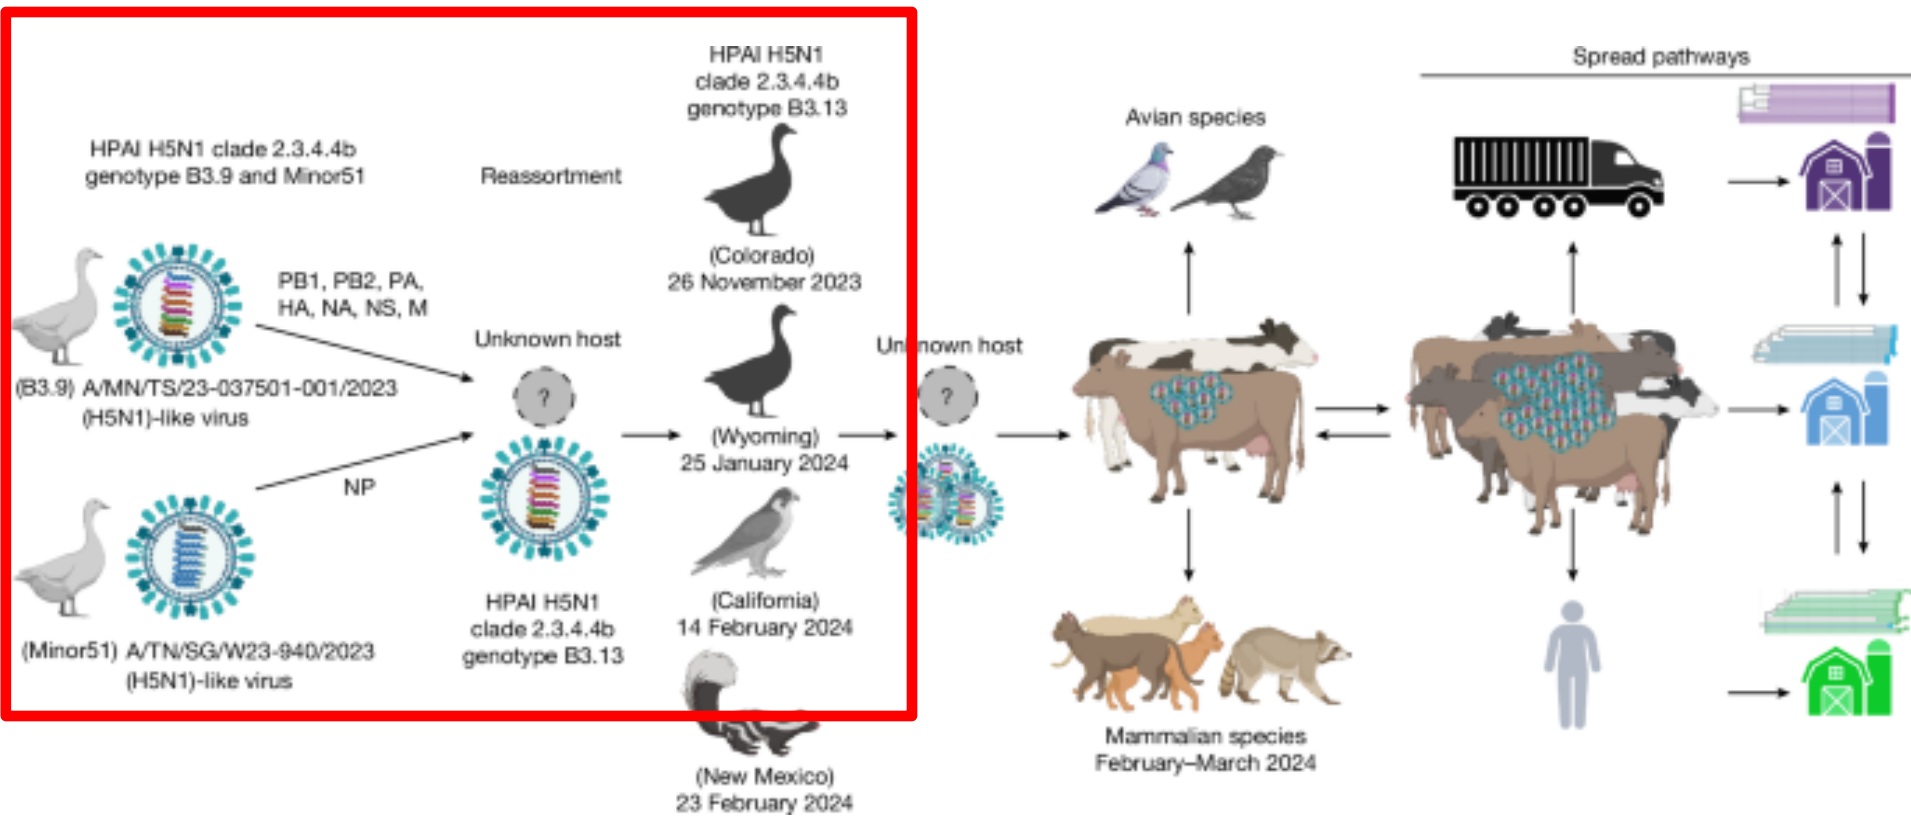 HPAI H5N1 clade 2.3.4.4b
genotype B3.9 and Minor51
PB1, PB2, PA,
HA, NA, NS, M
(B3.9) A/MN/TS/23-037501-001/2023
(H5N1)-like virus
NP
(Minor51) A/TN/SG/W23-940/2023
(H5N1)-like virus
Reassortment
Unknown host
?
HPAI H5N1
clade 2.3.4.4b
genotype B3.13
HPAI H5N1
clade 2.3.4.4b
genotype B3.13
(Colorado)
26 November 2023
(Wyoming)
25 January 2024
(California)
14 February 2024
(New Mexico)
23 February 2024
Unknown host
?
Avian species
Mammalian species
February–March 2024
Spread pathways